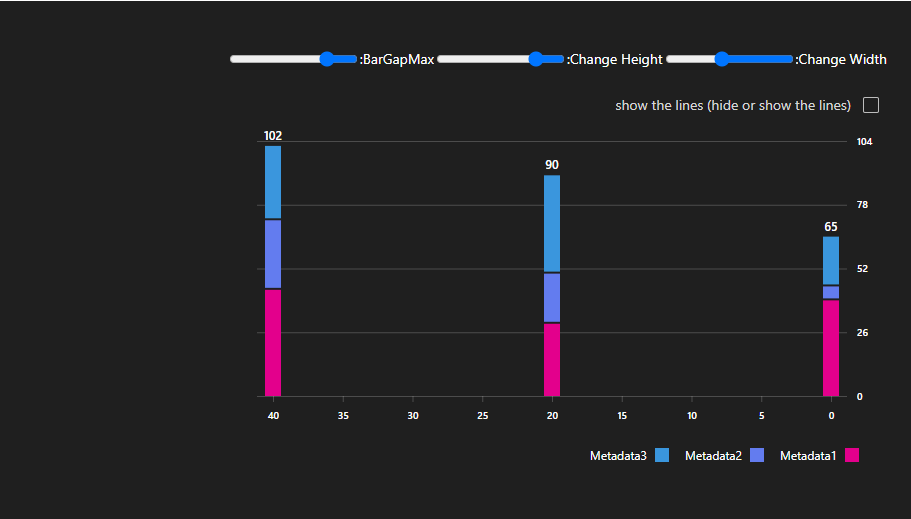 :BarGapMax :Change Height :Change Width
show the lines (hide or show the lines)
102
104
90
78
65
52
26
0
40 35 30 25 20 15 10 5 0
Metadata3 Metadata2 Metadata1